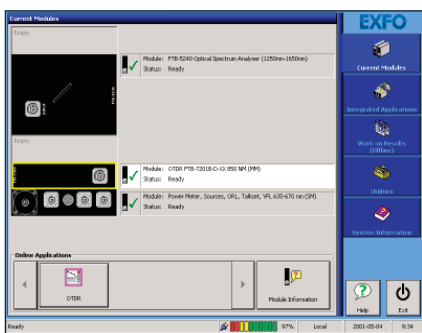 Current Modules
EXFO
Empty
Module: FTB-5240 Optical Spectrum Analyser (1250nm-1650nm)
Status: Ready
Empty
Module: OTDR FTB-7201B-D-XX 850 NM (MM)
Status: Ready
Module: Power Meter, Sources, ORL, Talkset, VFL 635-670 nm (SM)
Status: Ready
Online Applications
OTDR
Module Information
Current Modules
Integrated Applications
Work on Results
(Offline)
Utilities
System Information
Help
Exit
Ready
97%
Local
2001-05-04
9:34